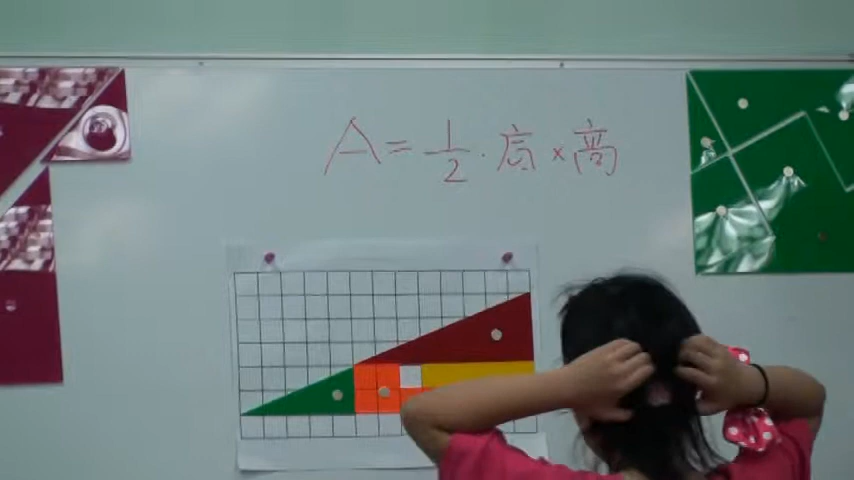 A = 1/2 · 底 × 高